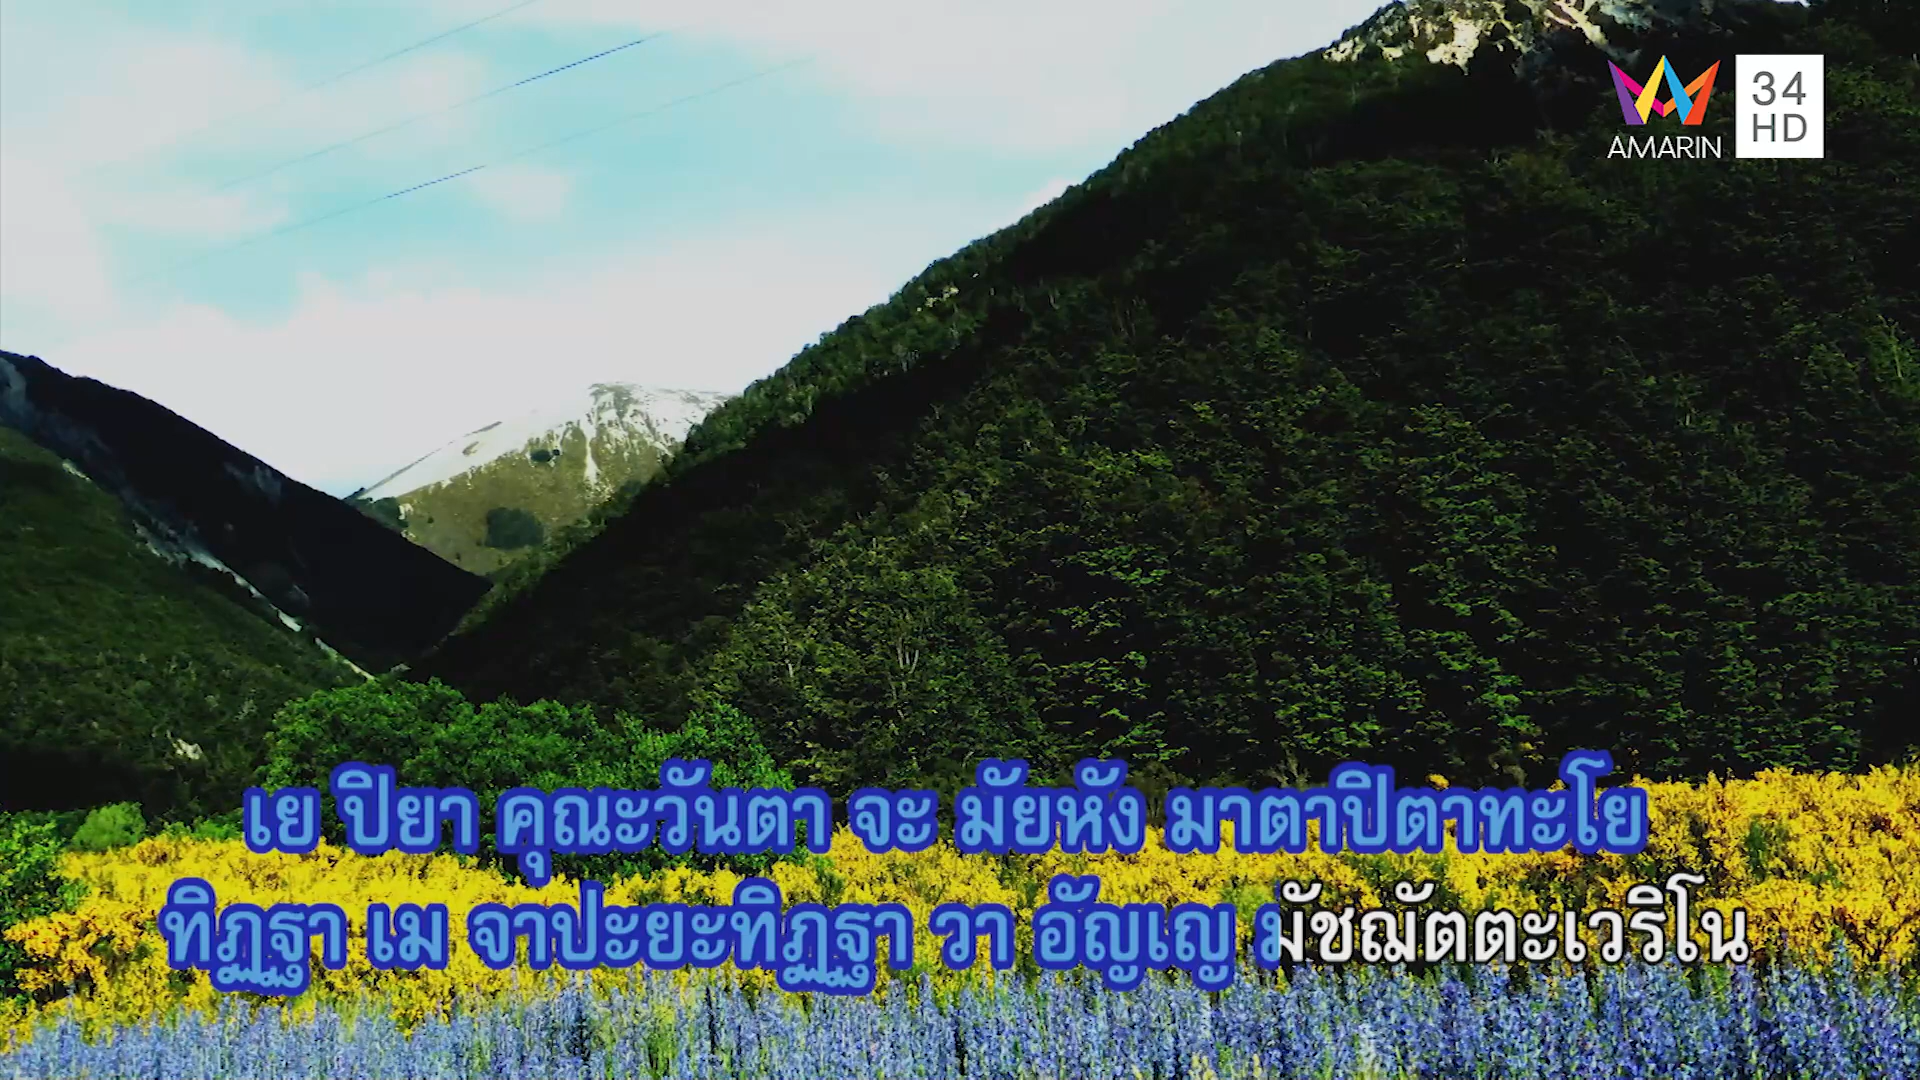 AMARIN
34
HD
เย ปิยา คุณะวันตา จะ มัยหัง มาตาปิตาทะโย
ทิฏฐา เม จาปะยะทิฏฐา วา อัญเญ มัชฌัตตะเวริโน